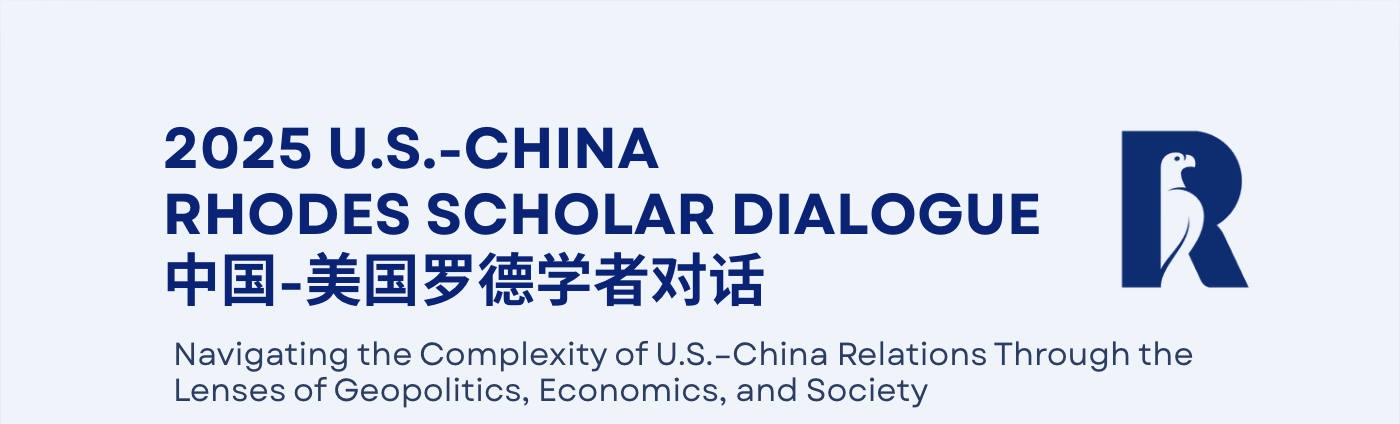 2025 U.S.-CHINA
RHODES SCHOLAR DIALOGUE
中国-美国罗德学者对话
R
Navigating the Complexity of U.S.–China Relations Through the
Lenses of Geopolitics, Economics, and Society